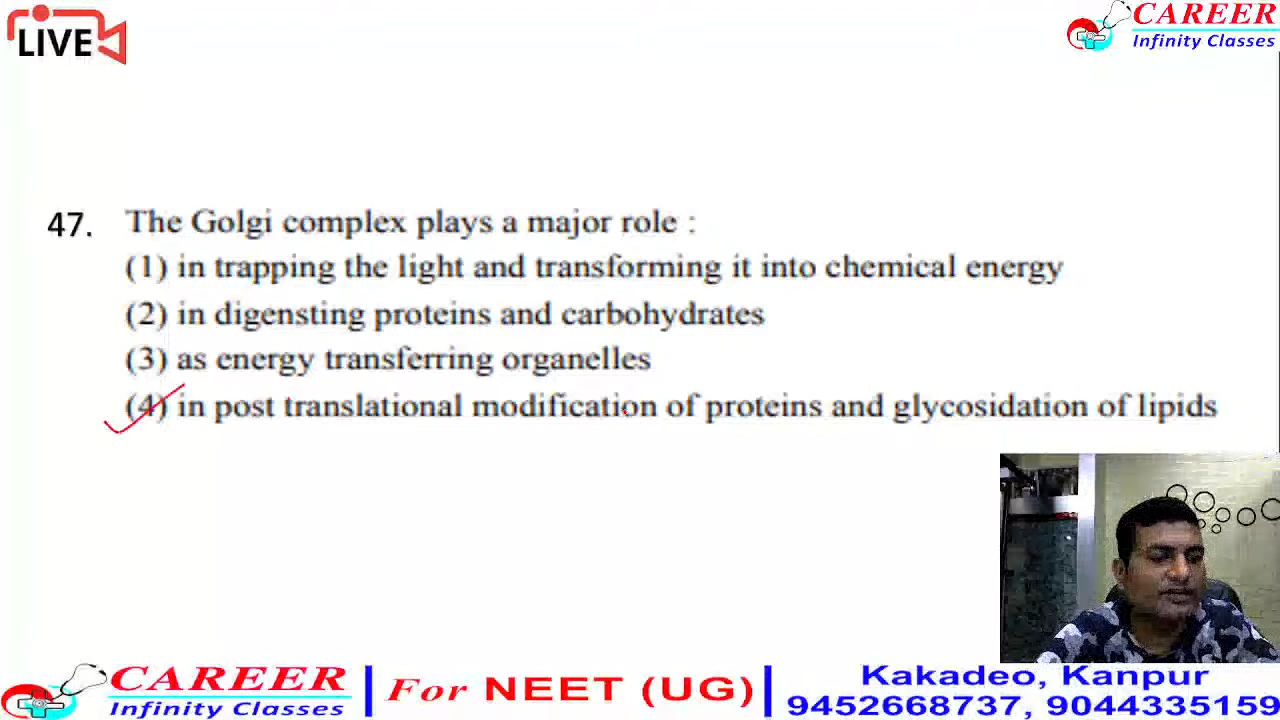 LIVE
CAREER
Infinity Classes
47. The Golgi complex plays a major role :
(1) in trapping the light and transforming it into chemical energy
(2) in digensting proteins and carbohydrates
(3) as energy transferring organelles
(4) in post translational modification of proteins and glycosidation of lipids
CAREER
Infinity Classes
For NEET (UG)
Kakadeo, Kanpur
9452668737, 9044335159